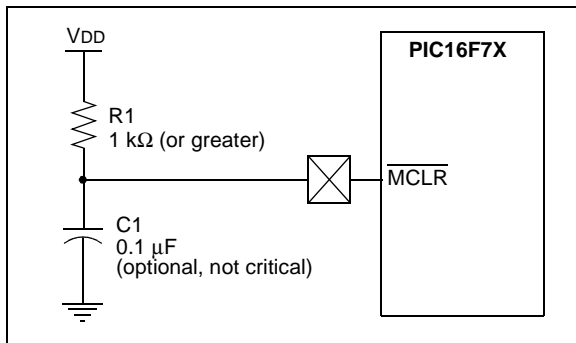 VDD
PIC16F7X
R1
1 kΩ (or greater)
MCLR
C1
0.1 µF
(optional, not critical)